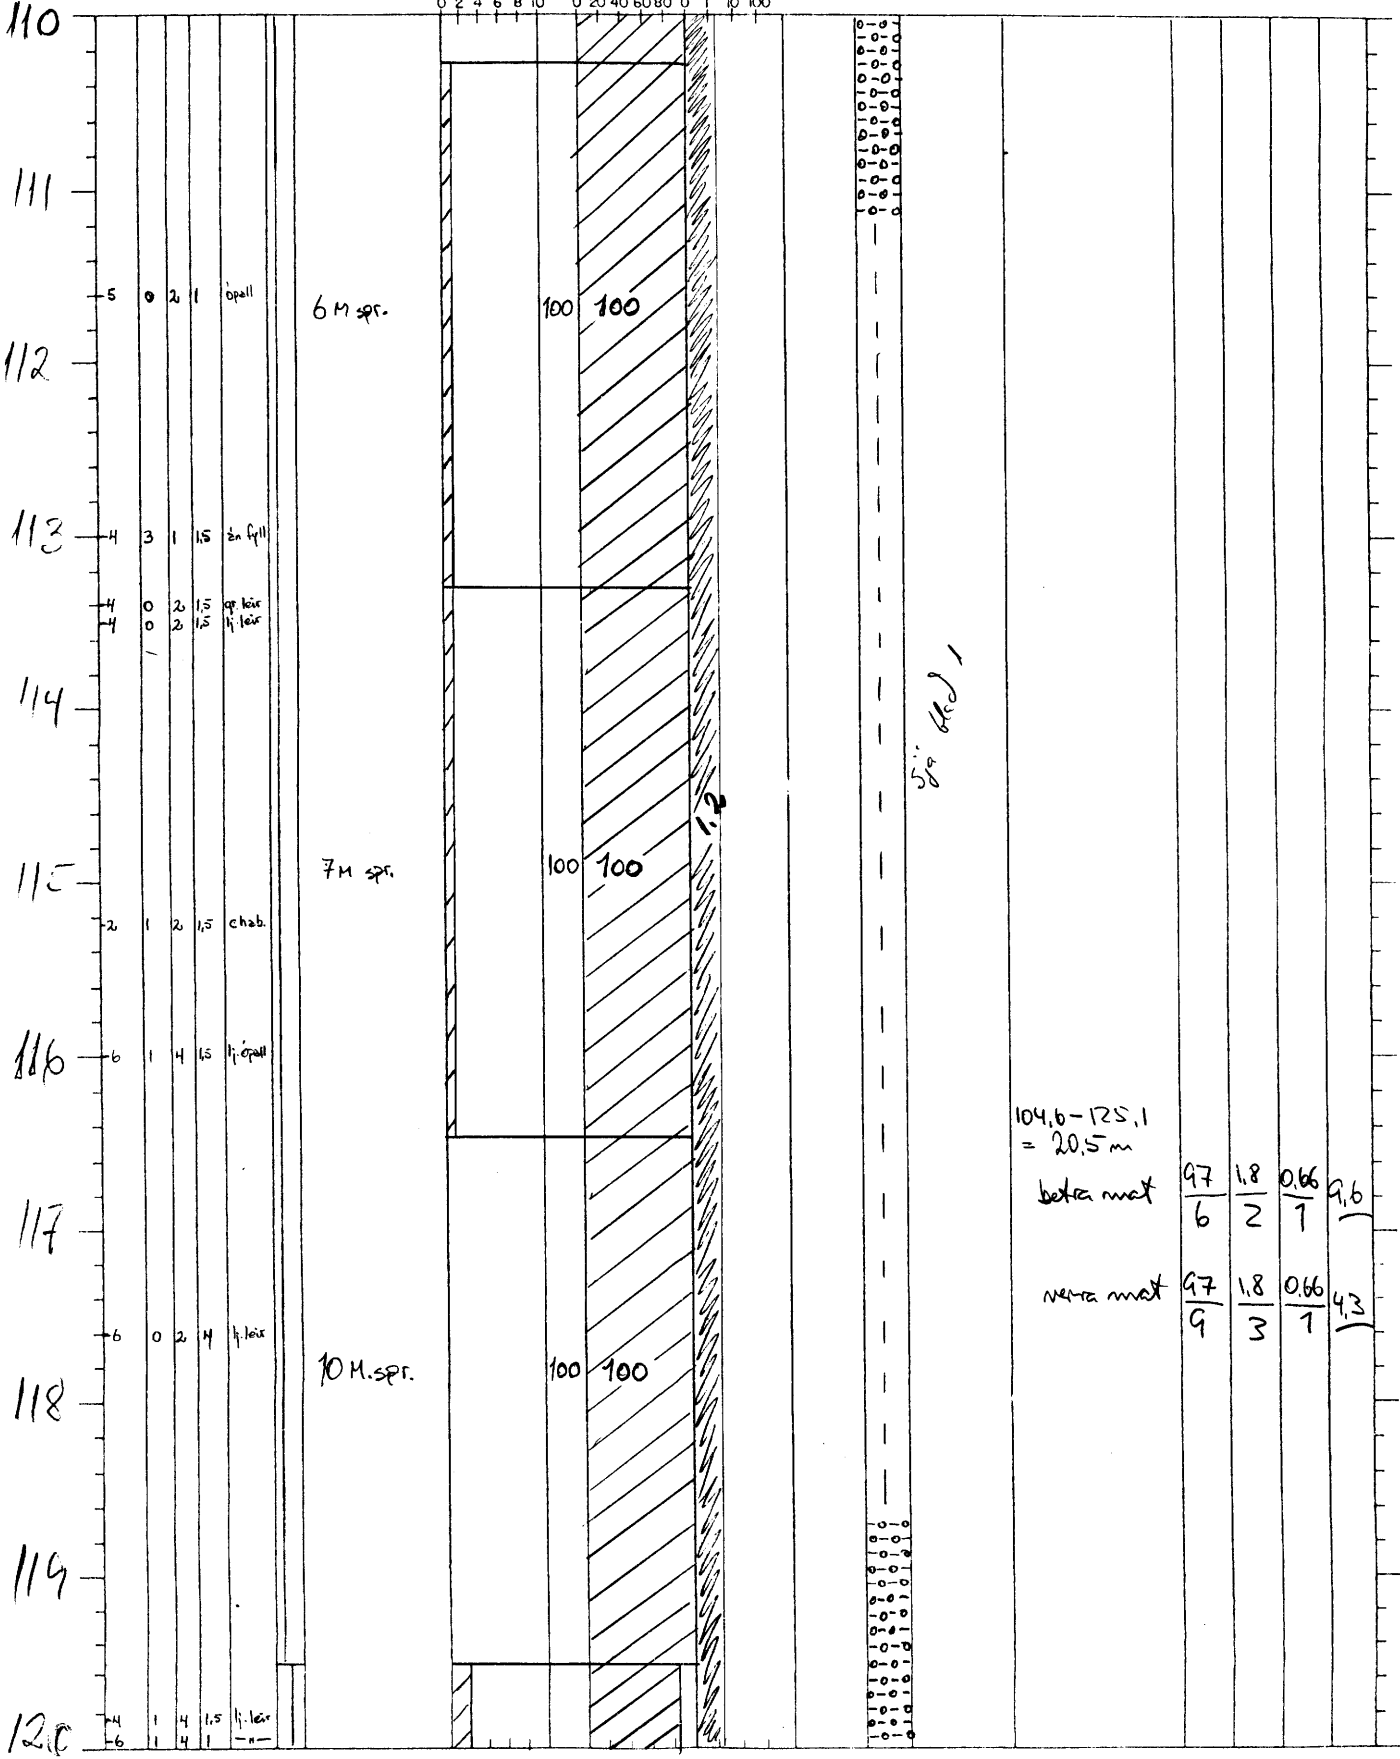 0 2 4 6 8 10 0 20 40 60 80 0 1 10 100
110
111
5 0 2 1 ópall
6 M spr.
100 100
112
113
4 3 1 1,5 án fyll
4 0 2 1,5 gr. leir
4 0 2 1,5 lj. leir
114
Sjá blað 1
1,2
115
7 M spr.
100 100
2 1 2 1,5 chab.
116
6 1 4 1,5 lj. ópall
104,6-125,1
= 20,5 m
betra mat 97/6 1,8/2 0,66/1 9,6
117
verra mat 97/9 1,8/3 0,66/1 4,3
6 0 2 4 lj. leir
10 M. spr.
100 100
118
119
4 1 4 1,5 lj. leir
120
6 1 4 1 —"—